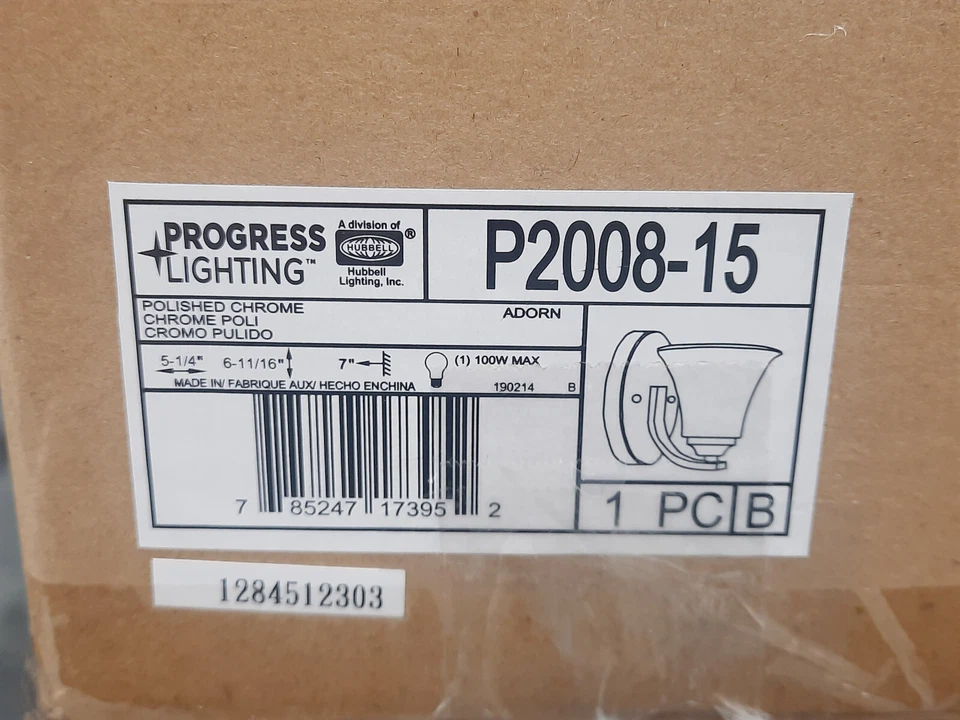 PROGRESS
LIGHTING™
A division of
HUBBELL®
Hubbell
Lighting, Inc.
P2008-15
POLISHED CHROME
CHROME POLI
CROMO PULIDO
ADORN
5-1/4" 6-11/16" 7" (1) 100W MAX
MADE IN/ FABRIQUE AUX/ HECHO ENCHINA 190214 B
7 85247 17395 2
1 PC B
1284512303